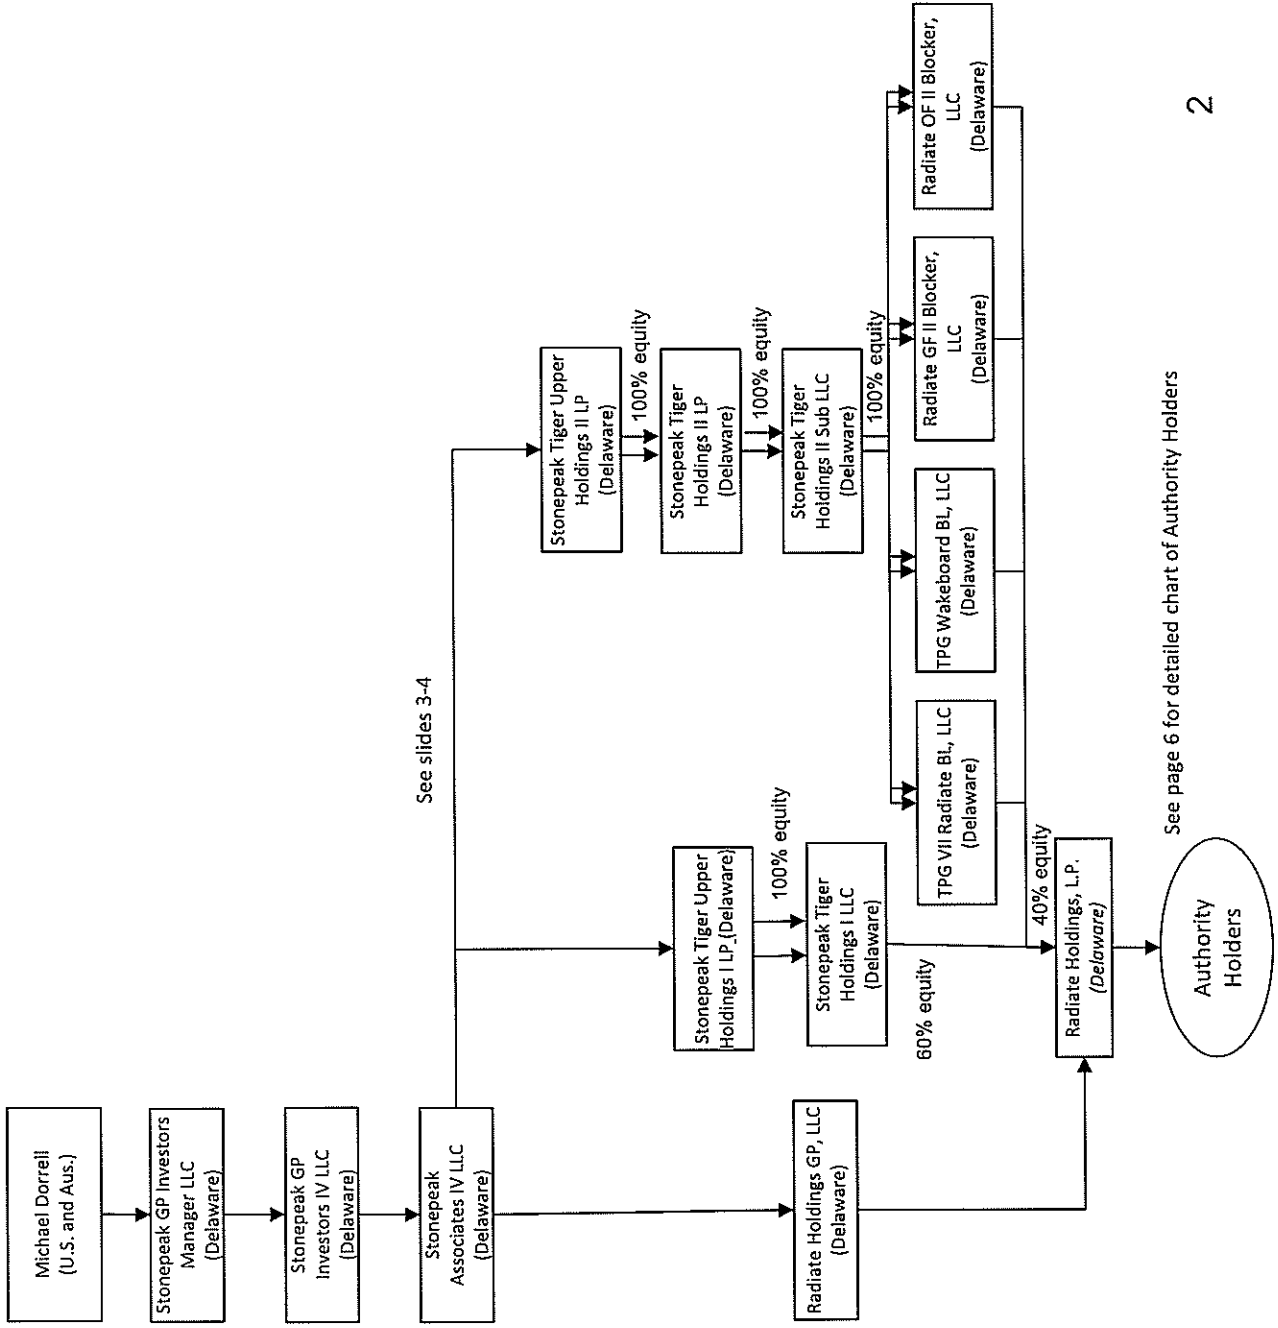 Michael Dorrell
(U.S. and Aus.)
Stonepeak GP Investors
Manager LLC
(Delaware)
Stonepeak GP
Investors IV LLC
(Delaware)
Stonepeak
Associates IV LLC
(Delaware)
See slides 3-4
Stonepeak Tiger Upper
Holdings II LP
(Delaware)
100% equity
Stonepeak Tiger
Holdings II LP
(Delaware)
100% equity
Stonepeak Tiger
Holdings II Sub LLC
(Delaware)
100% equity
Stonepeak Tiger Upper
Holdings I LP (Delaware)
100% equity
Stonepeak Tiger
Holdings I LLC
(Delaware)
60% equity
Radiate Holdings GP, LLC
(Delaware)
TPG VII Radiate BL, LLC
(Delaware)
TPG Wakeboard BL, LLC
(Delaware)
Radiate GF II Blocker,
LLC
(Delaware)
Radiate OF II Blocker,
LLC
(Delaware)
40% equity
Radiate Holdings, L.P.
(Delaware)
Authority
Holders
See page 6 for detailed chart of Authority Holders
2